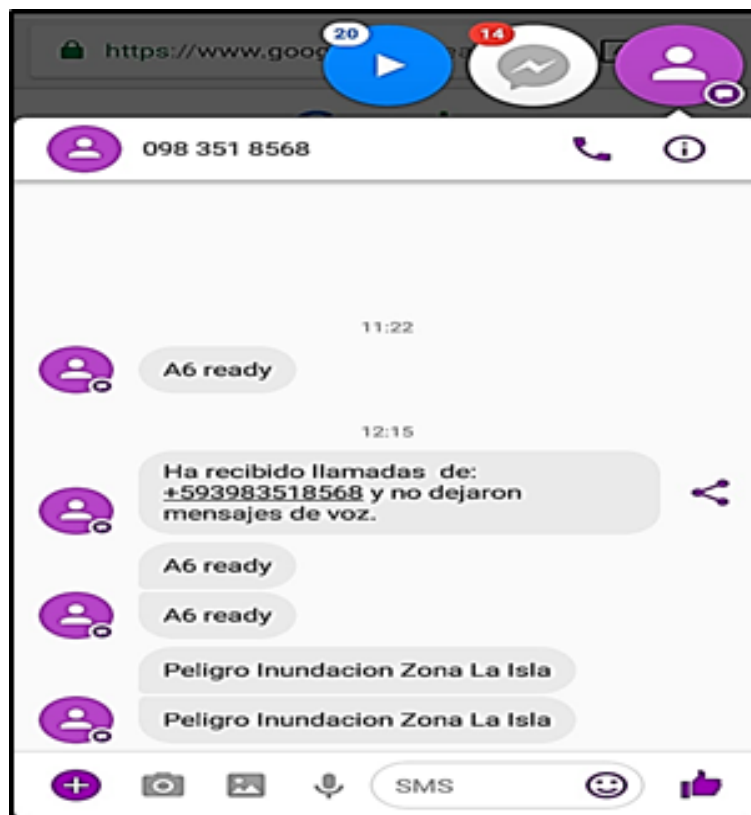 https://www.goog
20
14
098 351 8568
11:22
A6 ready
12:15
Ha recibido llamadas de:
+593983518568 y no dejaron
mensajes de voz.
A6 ready
A6 ready
Peligro Inundacion Zona La Isla
Peligro Inundacion Zona La Isla
SMS